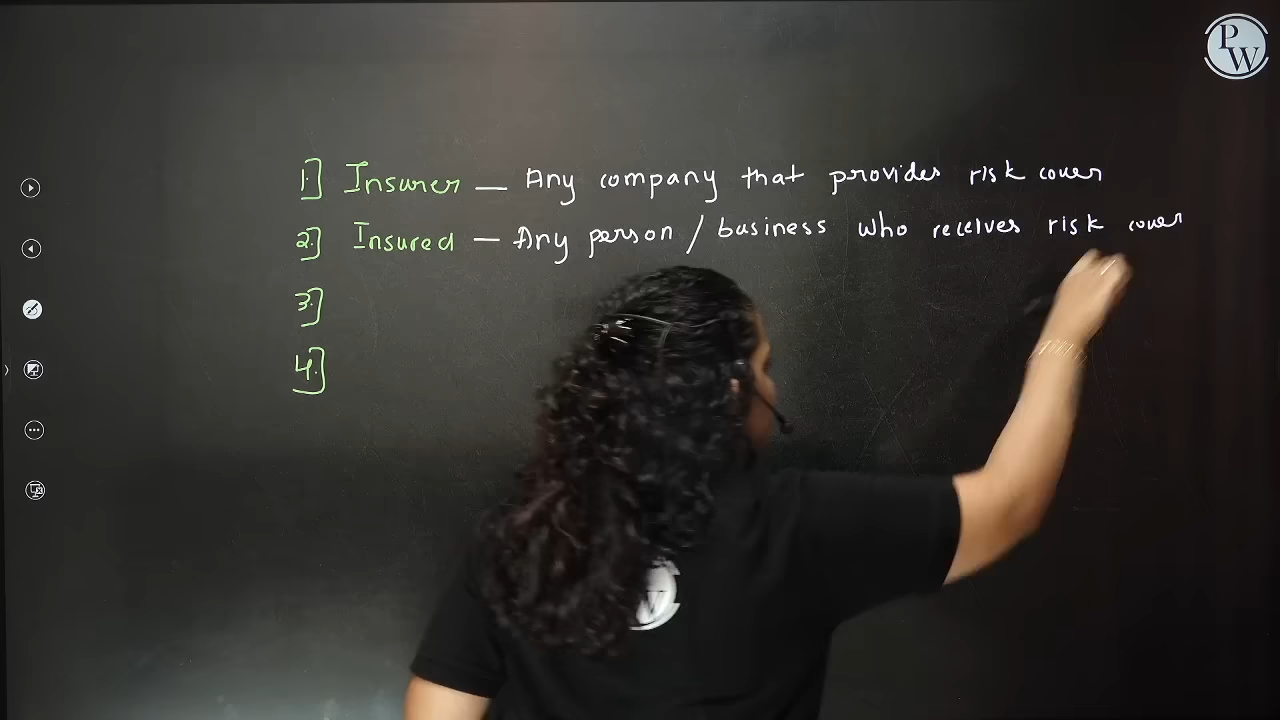 PW
1.] Insurer — Any company that provides risk cover
2.] Insured — Any person / business who receives risk cover
3.]
4.]